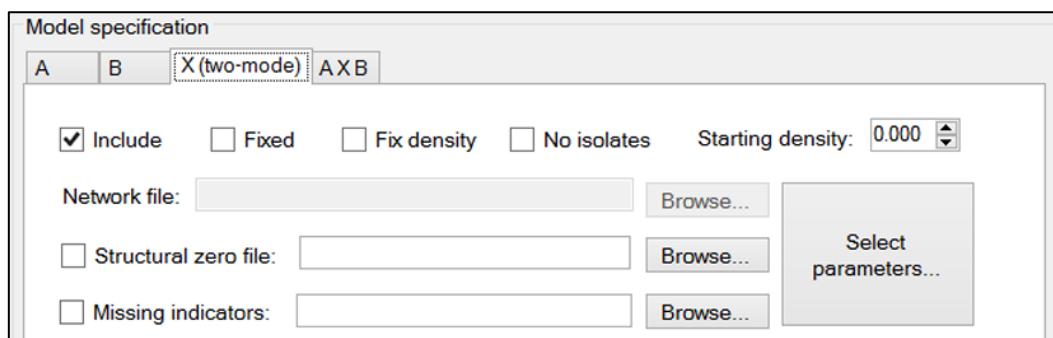 Model specification
A B X (two-mode) A X B
Include Fixed Fix density No isolates Starting density: 0.000
Network file: Browse...
Structural zero file: Browse... Select
parameters...
Missing indicators: Browse...